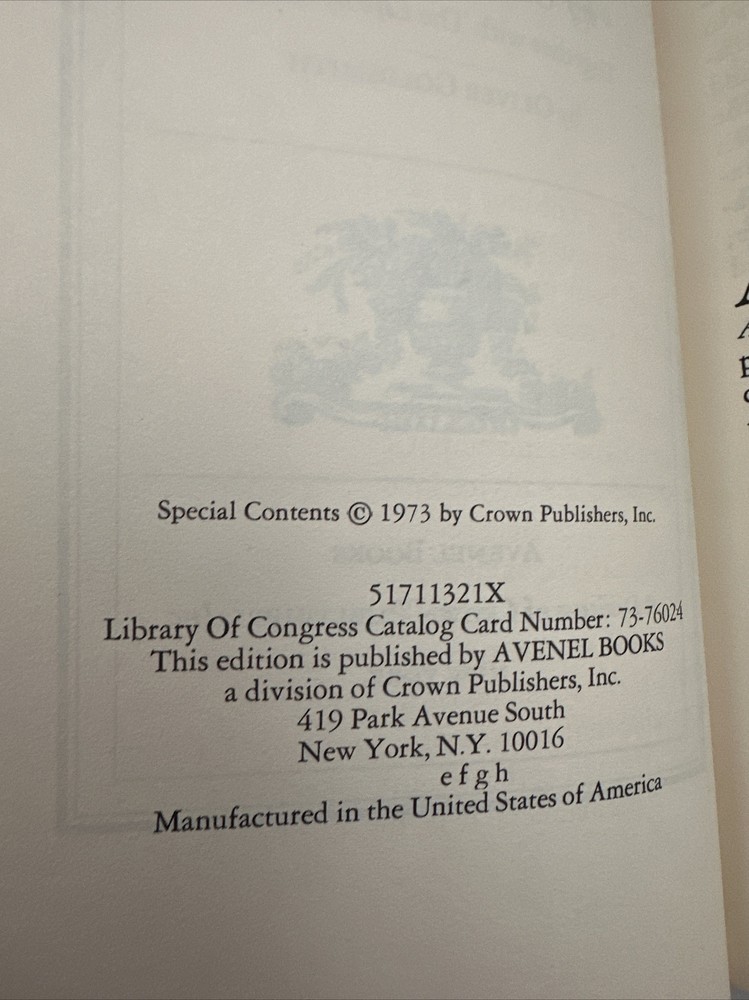 Special Contents © 1973 by Crown Publishers, Inc.
51711321X
Library Of Congress Catalog Card Number: 73-76024
This edition is published by AVENEL BOOKS
a division of Crown Publishers, Inc.
419 Park Avenue South
New York, N.Y. 10016
e f g h
Manufactured in the United States of America